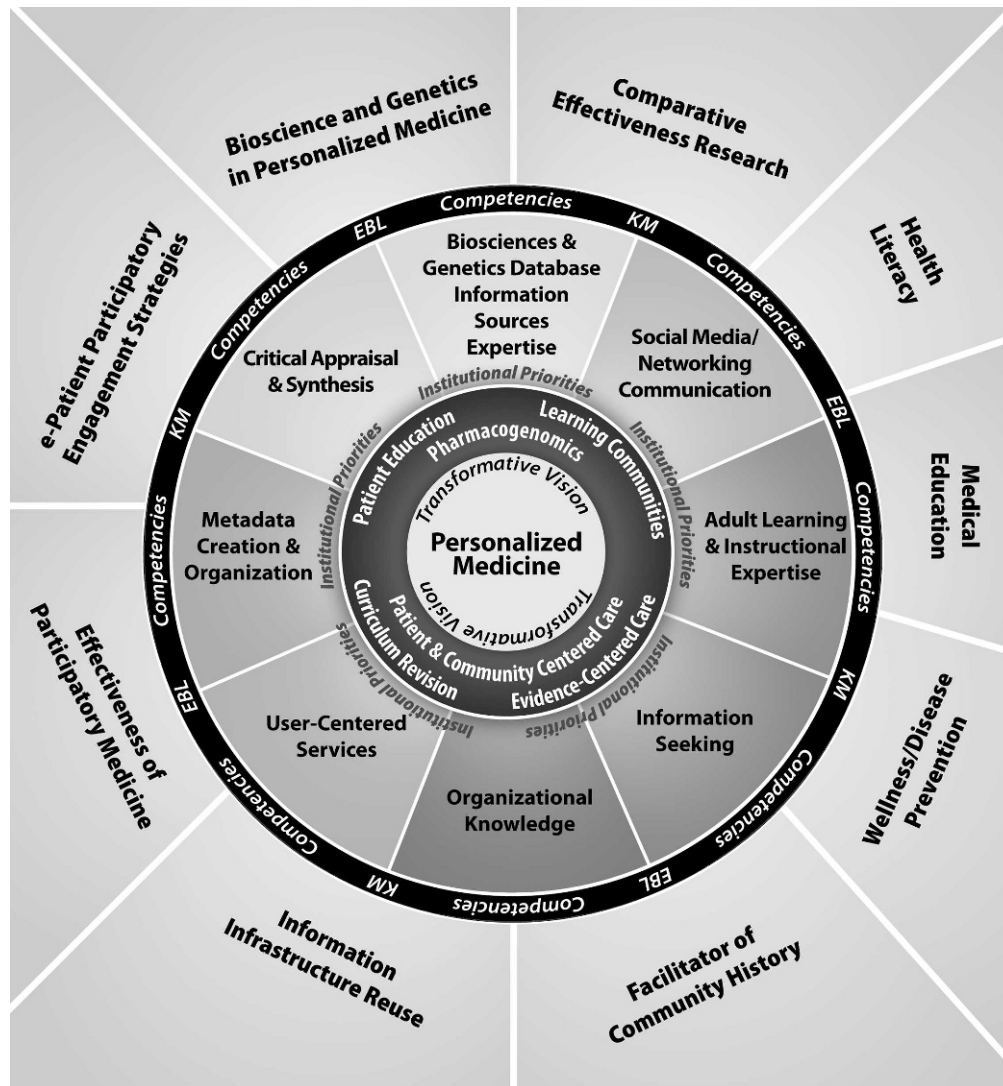 Bioscience and Genetics
in Personalized Medicine
Comparative
Effectiveness Research
Health
Literacy
Medical
Education
Wellness/Disease
Prevention
Facilitator of
Community History
Information
Infrastructure Reuse
Effectiveness of
Participatory Medicine
e-Patient Participatory
Engagement Strategies
Competencies
KM
Competencies
EBL
Competencies
KM
Competencies
EBL
Competencies
KM
Competencies
EBL
Competencies
KM
Competencies
EBL
Biosciences &
Genetics Database
Information
Sources
Expertise
Social Media/
Networking
Communication
Adult Learning
& Instructional
Expertise
Information
Seeking
Organizational
Knowledge
User-Centered
Services
Metadata
Creation &
Organization
Critical Appraisal
& Synthesis
Institutional Priorities
Institutional Priorities
Institutional Priorities
Institutional Priorities
Institutional Priorities
Patient Education
Pharmacogenomics
Learning Communities
Patient & Community Centered Care
Curriculum Revision
Evidence-Centered Care
Transformative Vision
Personalized
Medicine
Transformative Vision